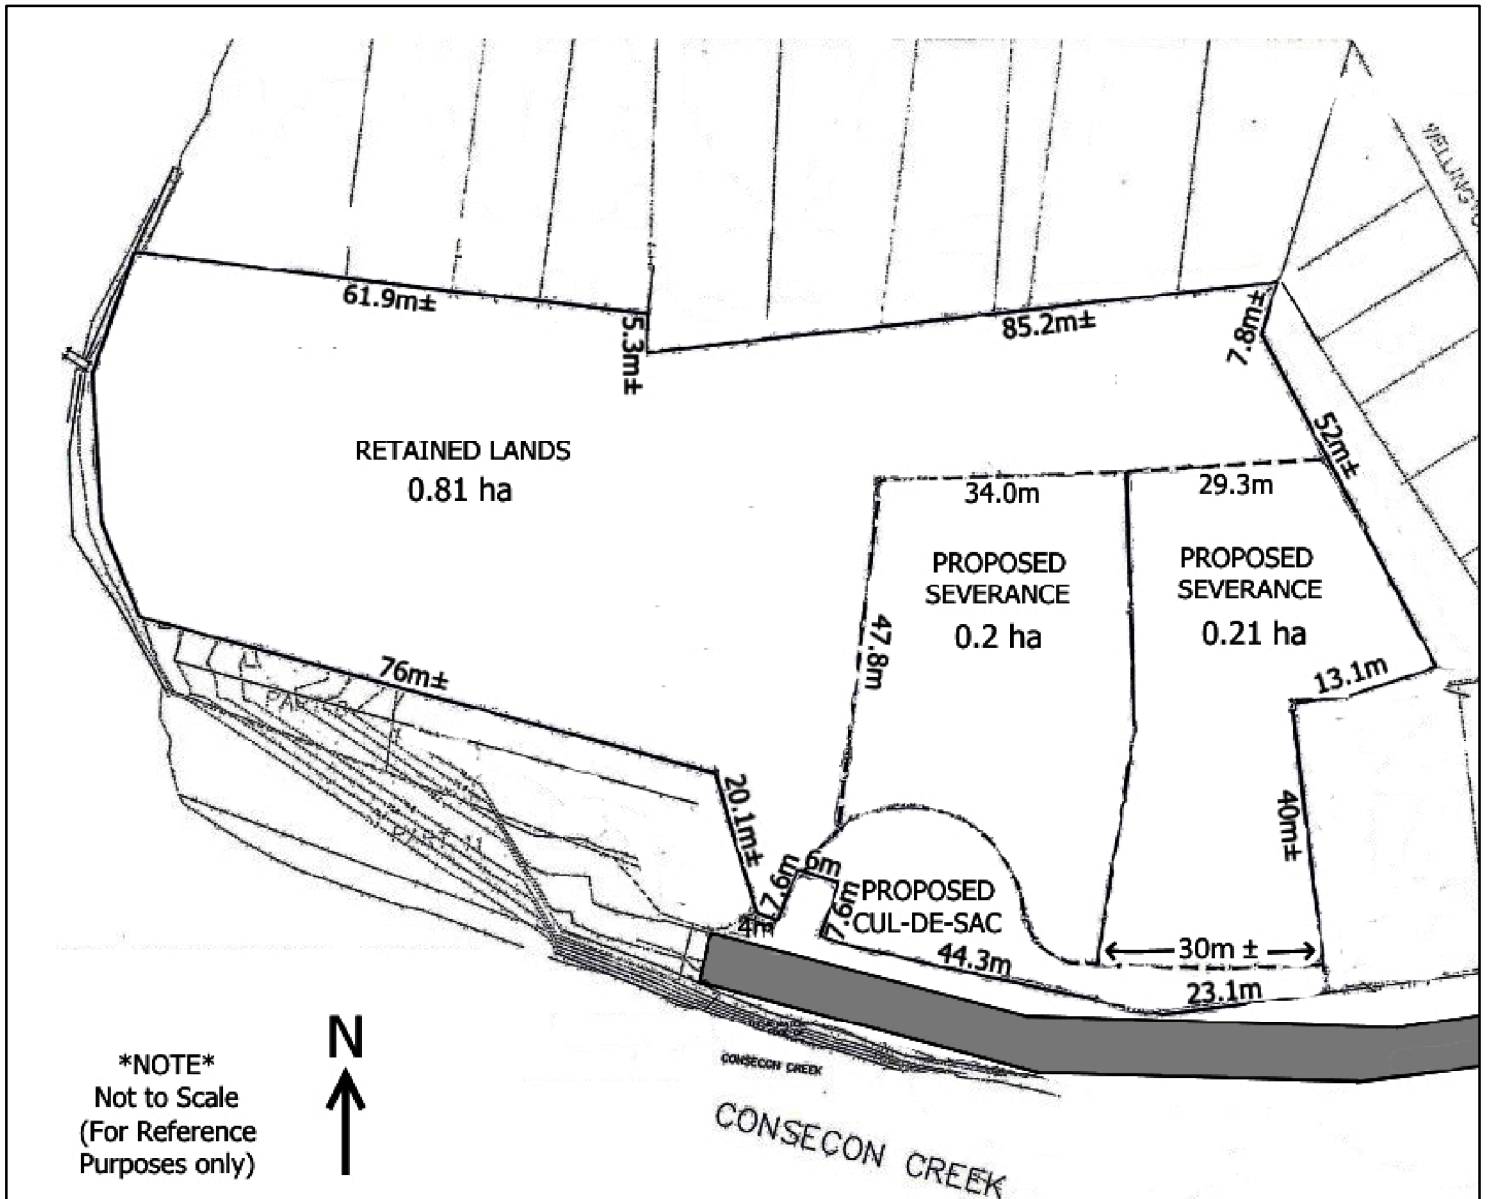 61.9m±
5.3m±
85.2m±
7.8m±
52m±
RETAINED LANDS
0.81 ha
34.0m
29.3m
PROPOSED
SEVERANCE
0.2 ha
PROPOSED
SEVERANCE
0.21 ha
47.8m
76m±
13.1m
20.1m±
40m±
4m
7.6m
6m
7.6m
PROPOSED
CUL-DE-SAC
44.3m
30m ±
23.1m
PART 11
CONSECON CREEK
CONSECON CREEK
N
*NOTE*
Not to Scale
(For Reference
Purposes only)